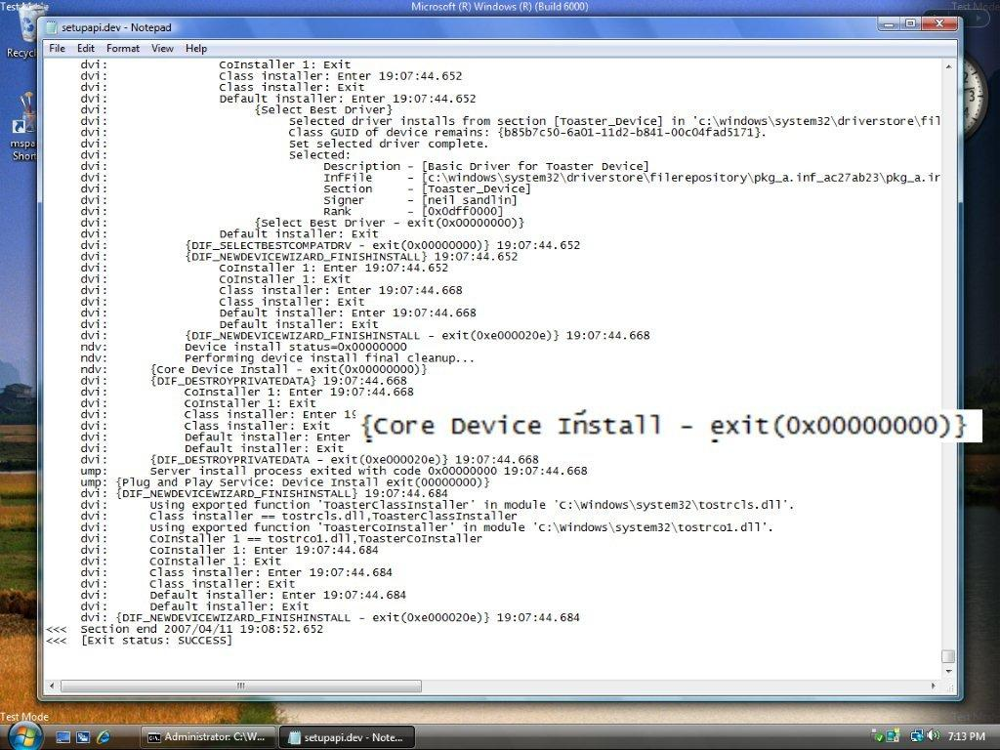 Test Mode
Microsoft (R) Windows (R) (Build 6000)
Test Mode
setupapi.dev - Notepad
File Edit Format View Help
dvi: CoInstaller 1: Exit
dvi: Class installer: Enter 19:07:44.652
dvi: Class installer: Exit
dvi: Default installer: Enter 19:07:44.652
dvi: {Select Best Driver}
dvi: Selected driver installs from section [Toaster_Device] in 'c:\windows\system32\driverstore\fil
dvi: Class GUID of device remains: {b85b7c50-6a01-11d2-b841-00c04fad5171}.
dvi: Set selected driver complete.
dvi: Selected:
dvi: Description - [Basic Driver for Toaster Device]
dvi: InfFile - [c:\windows\system32\driverstore\filerepository\pkg_a.inf_ac27ab23\pkg_a.ir
dvi: Section - [Toaster_Device]
dvi: Signer - [neil sandlin]
dvi: Rank - [0x0dff0000]
dvi: {Select Best Driver - exit(0x00000000)}
dvi: Default installer: Exit
dvi: {DIF_SELECTBESTCOMPATDRV - exit(0x00000000)} 19:07:44.652
dvi: {DIF_NEWDEVICEWIZARD_FINISHINSTALL} 19:07:44.652
dvi: CoInstaller 1: Enter 19:07:44.652
dvi: CoInstaller 1: Exit
dvi: Class installer: Enter 19:07:44.668
dvi: Class installer: Exit
dvi: Default installer: Enter 19:07:44.668
dvi: Default installer: Exit
dvi: {DIF_NEWDEVICEWIZARD_FINISHINSTALL - exit(0xe000020e)} 19:07:44.668
ndv: Device install status=0x00000000
ndv: Performing device install final cleanup...
ndv: {Core Device Install - exit(0x00000000)}
dvi: {DIF_DESTROYPRIVATEDATA} 19:07:44.668
dvi: CoInstaller 1: Enter 19:07:44.668
dvi: CoInstaller 1: Exit
dvi: Class installer: Enter 19
dvi: Class installer: Exit
{Core Device Install - exit(0x00000000)}
dvi: Default installer: Enter
dvi: Default installer: Exit
dvi: {DIF_DESTROYPRIVATEDATA - exit(0xe000020e)} 19:07:44.668
ump: Server install process exited with code 0x00000000 19:07:44.668
ump: {Plug and Play Service: Device Install exit(00000000)}
dvi: {DIF_NEWDEVICEWIZARD_FINISHINSTALL} 19:07:44.684
dvi: Using exported function 'ToasterClassInstaller' in module 'C:\Windows\system32\tostrcls.dll'.
dvi: Class installer == tostrcls.dll,ToasterClassInstaller
dvi: Using exported function 'ToasterCoInstaller' in module 'C:\Windows\system32\tostrco1.dll'.
dvi: CoInstaller 1 == tostrco1.dll,ToasterCoInstaller
dvi: CoInstaller 1: Enter 19:07:44.684
dvi: CoInstaller 1: Exit
dvi: Class installer: Enter 19:07:44.684
dvi: Class installer: Exit
dvi: Default installer: Enter 19:07:44.684
dvi: Default installer: Exit
dvi: {DIF_NEWDEVICEWIZARD_FINISHINSTALL - exit(0xe000020e)} 19:07:44.684
<<< Section end 2007/04/11 19:08:52.652
<<< [Exit status: SUCCESS]
Test Mode
Administrator: C:\W...
setupapi.dev - Note...
7:13 PM